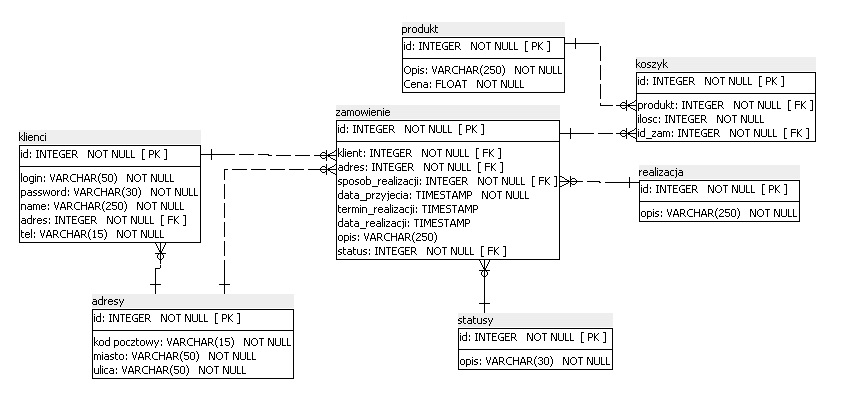 produkt
id: INTEGER NOT NULL [ PK ]
Opis: VARCHAR(250) NOT NULL
Cena: FLOAT NOT NULL
koszyk
id: INTEGER NOT NULL [ PK ]
produkt: INTEGER NOT NULL [ FK ]
ilosc: INTEGER NOT NULL
id_zam: INTEGER NOT NULL [ FK ]
zamowienie
id: INTEGER NOT NULL [ PK ]
klient: INTEGER NOT NULL [ FK ]
adres: INTEGER NOT NULL [ FK ]
sposob_realizacji: INTEGER NOT NULL [ FK ]
data_przyjecia: TIMESTAMP NOT NULL
termin_realizacji: TIMESTAMP
data_realizacji: TIMESTAMP
opis: VARCHAR(250)
status: INTEGER NOT NULL [ FK ]
klienci
id: INTEGER NOT NULL [ PK ]
login: VARCHAR(50) NOT NULL
password: VARCHAR(30) NOT NULL
name: VARCHAR(250) NOT NULL
adres: INTEGER NOT NULL [ FK ]
tel: VARCHAR(15) NOT NULL
realizacja
id: INTEGER NOT NULL [ PK ]
opis: VARCHAR(250) NOT NULL
adresy
id: INTEGER NOT NULL [ PK ]
kod pocztowy: VARCHAR(15) NOT NULL
miasto: VARCHAR(50) NOT NULL
ulica: VARCHAR(50) NOT NULL
statusy
id: INTEGER NOT NULL [ PK ]
opis: VARCHAR(30) NOT NULL